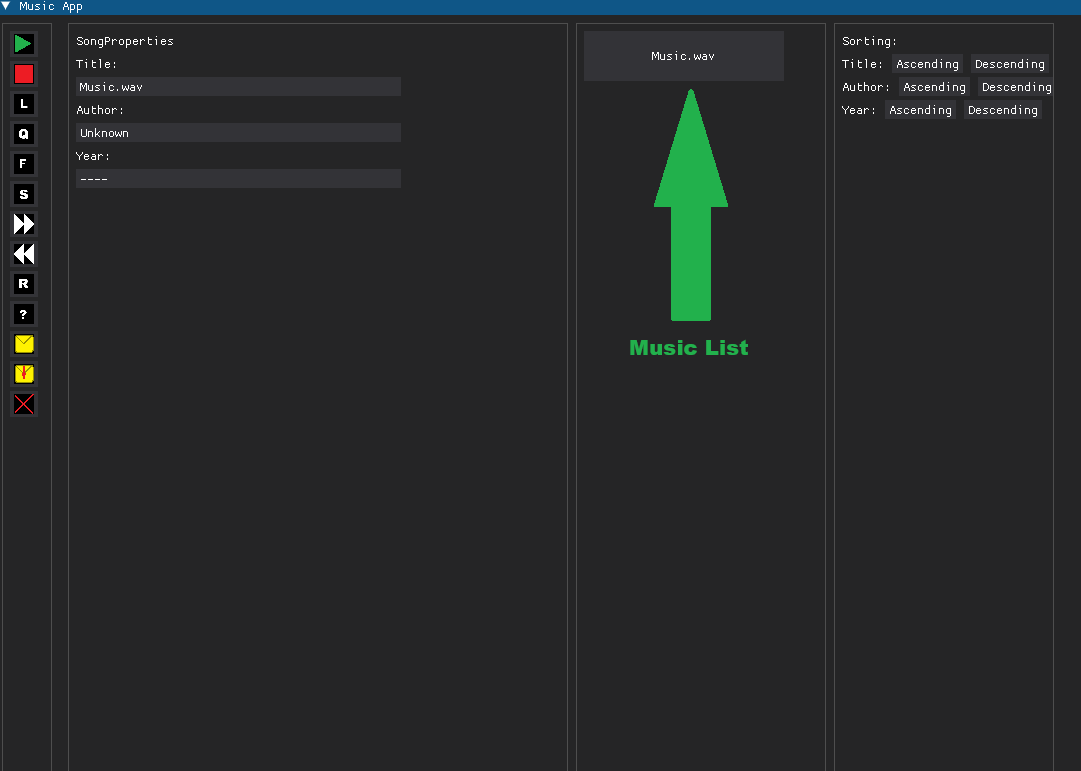 Music App
L
Q
F
S
R
?
SongProperties
Title:
Music.wav
Author:
Unknown
Year:
----
Music.wav
Music List
Sorting:
Title: Ascending Descending
Author: Ascending Descending
Year: Ascending Descending